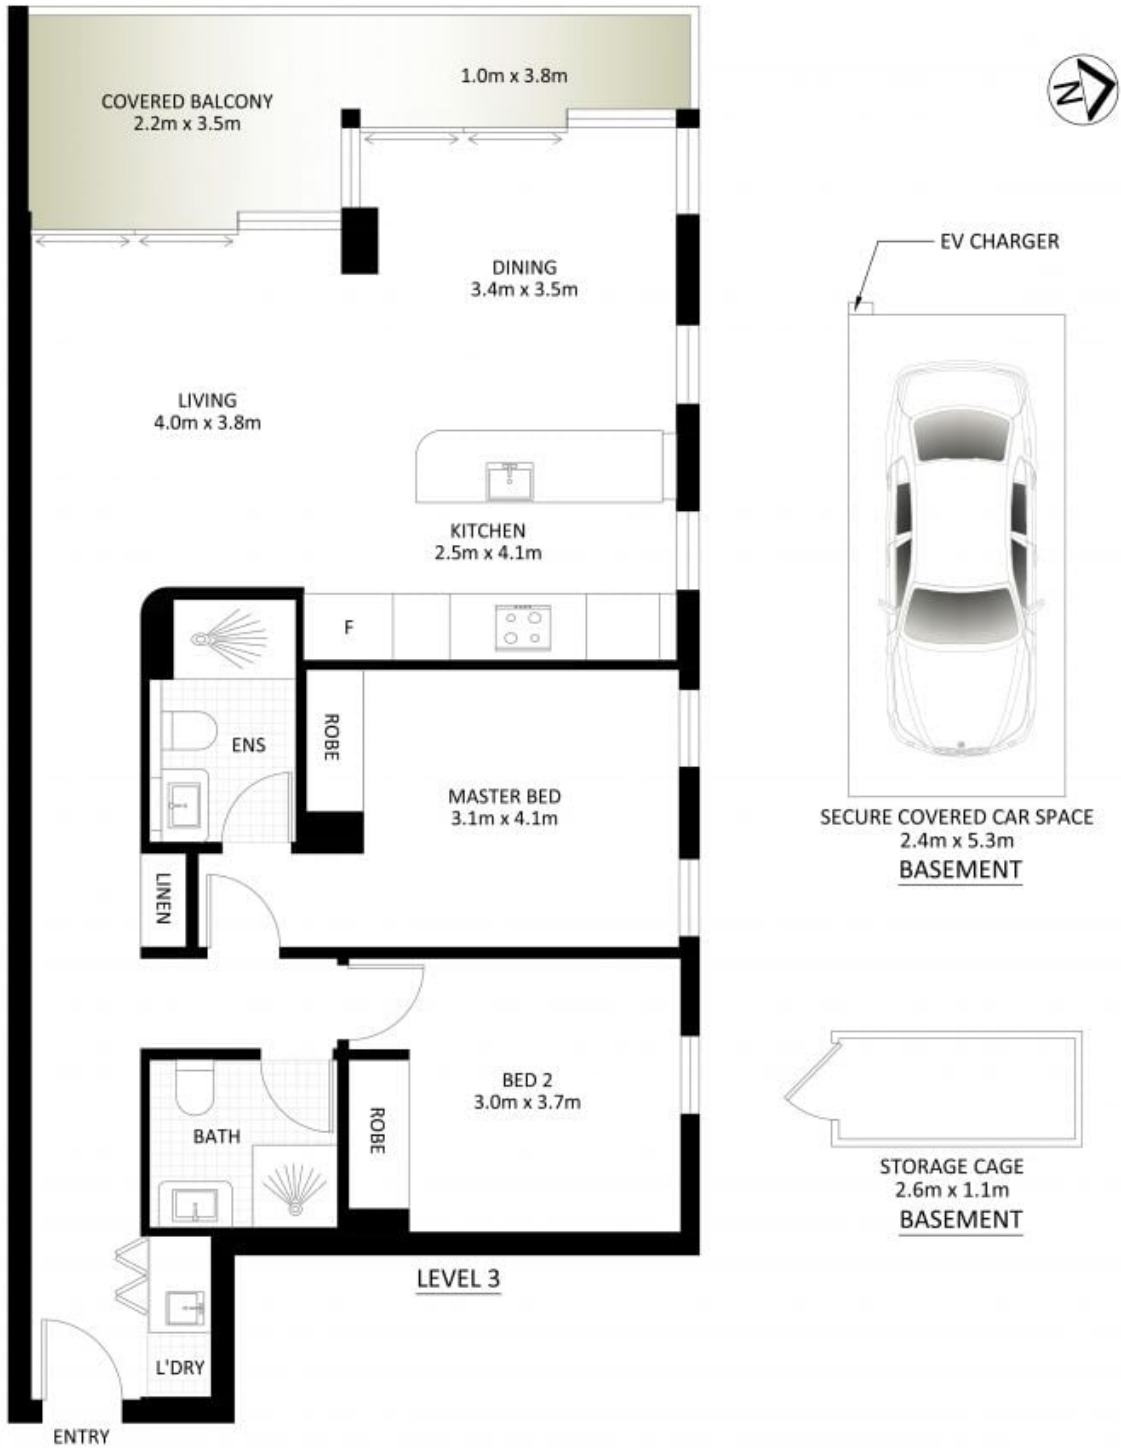 COVERED BALCONY
2.2m x 3.5m
1.0m x 3.8m
N
EV CHARGER
DINING
3.4m x 3.5m
LIVING
4.0m x 3.8m
KITCHEN
2.5m x 4.1m
F
ROBE
ENS
MASTER BED
3.1m x 4.1m
SECURE COVERED CAR SPACE
2.4m x 5.3m
BASEMENT
LINEN
BED 2
3.0m x 3.7m
ROBE
BATH
STORAGE CAGE
2.6m x 1.1m
BASEMENT
LEVEL 3
L'DRY
ENTRY